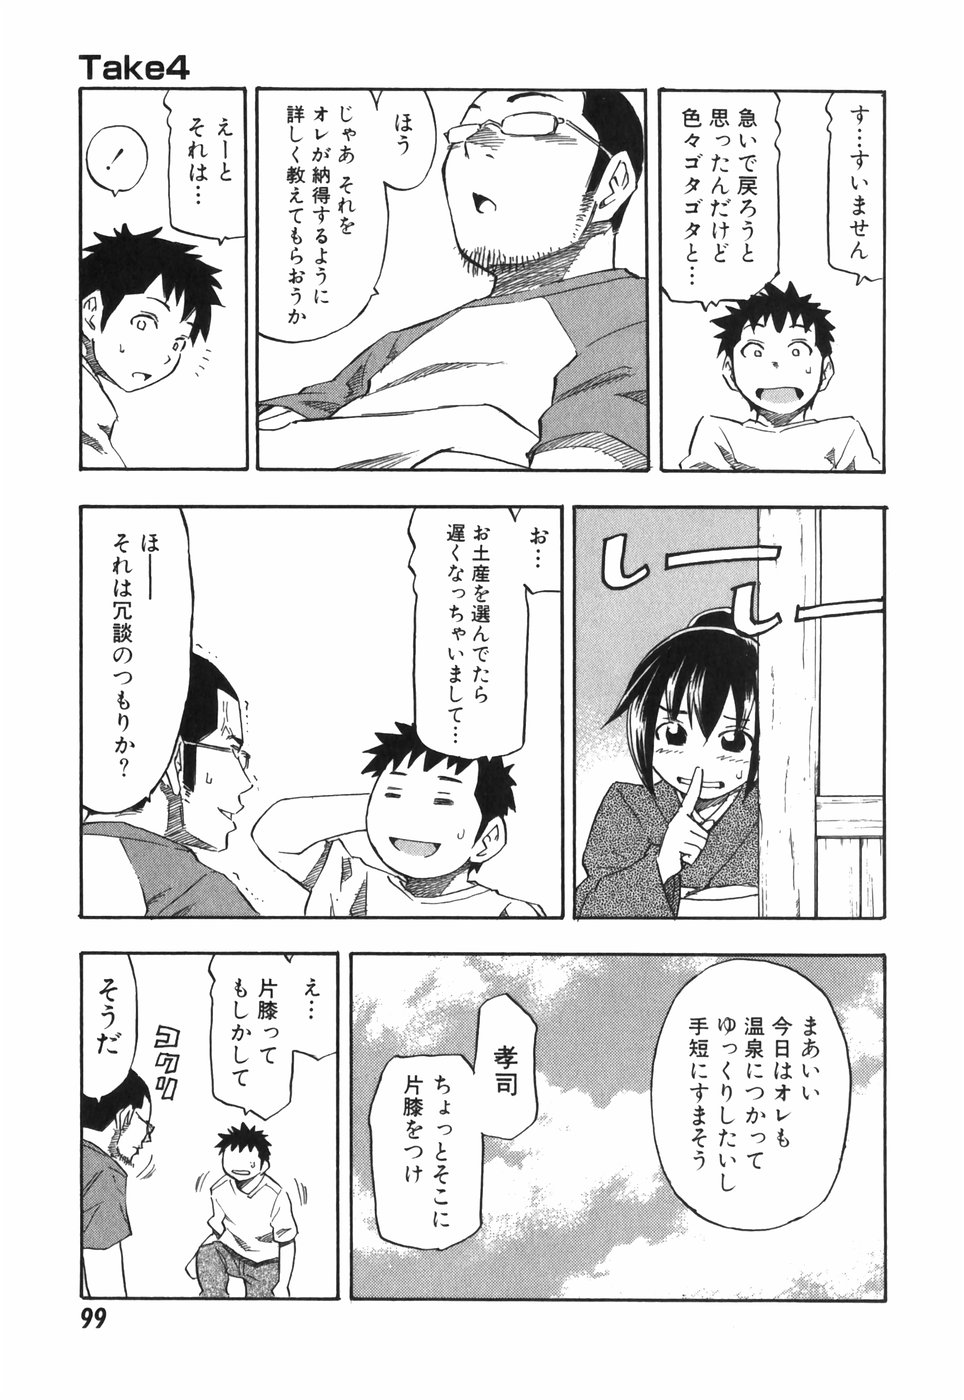 Take4
す…すいません
急いで戻ろうと
思ったんだけど
色々ゴタゴタと…
ほう
じゃあ それを
オレが納得するように
詳しく教えてもらおうか
えーと
それは…
！
しーー
しーー
お…
お土産を選んでたら
遅くなっちゃいまして…
ほー
それは冗談のつもりか？
まあいい
今日はオレも
温泉につかって
ゆっくりしたいし
手短にすまそう
孝司
ちょっとそこに
片膝をつけ
え…
片膝って
もしかして
コクリ
そうだ
99